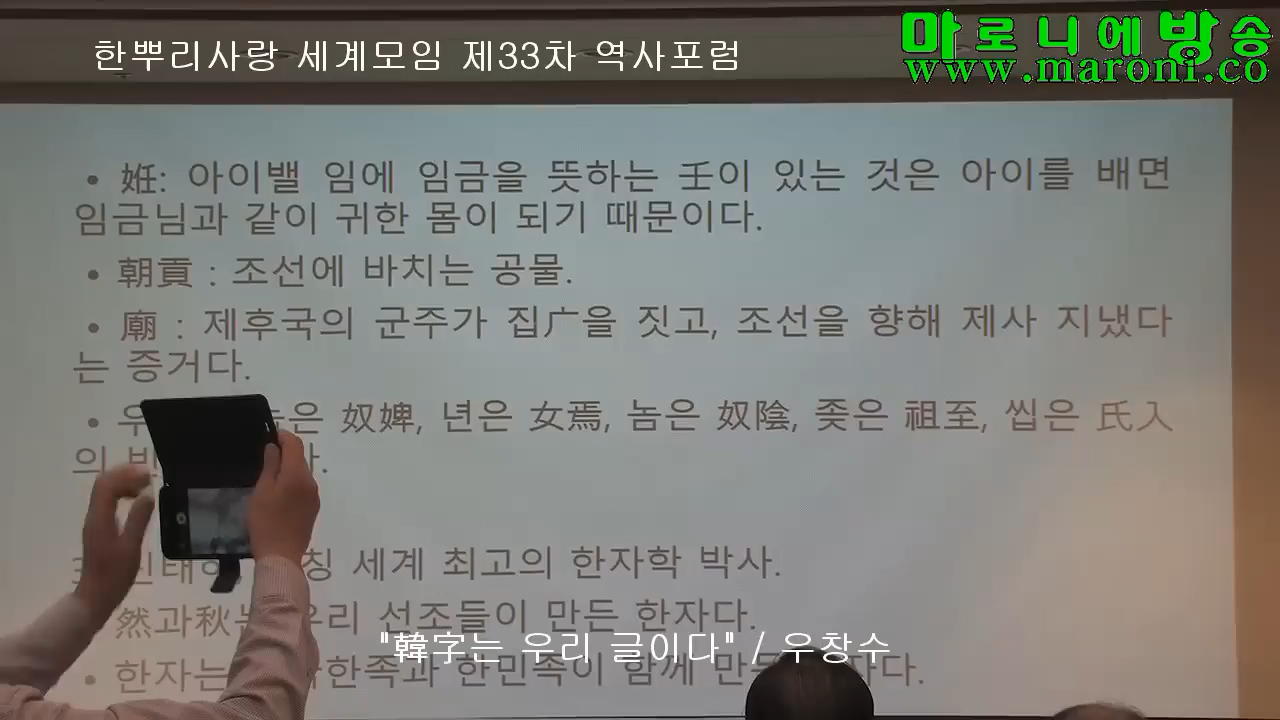 한뿌리사랑 세계모임 제33차 역사포럼
마로니에방송
www.maroni.co
• 姙: 아이밸 임에 임금을 뜻하는 壬이 있는 것은 아이를 배면
임금님과 같이 귀한 몸이 되기 때문이다.
• 朝貢 : 조선에 바치는 공물.
• 廟 : 제후국의 군주가 집广을 짓고, 조선을 향해 제사 지냈다
는 증거다.
• 우 은 奴婢, 년은 女焉, 놈은 奴陰, 좆은 祖至, 씹은 氏入
의
칭 세계 최고의 한자학 박사.
然과秋는 우리 선조들이 만든 한자다.
"韓字는 우리 글이다" / 우창수
• 한자는 한족과 한민족이 함께